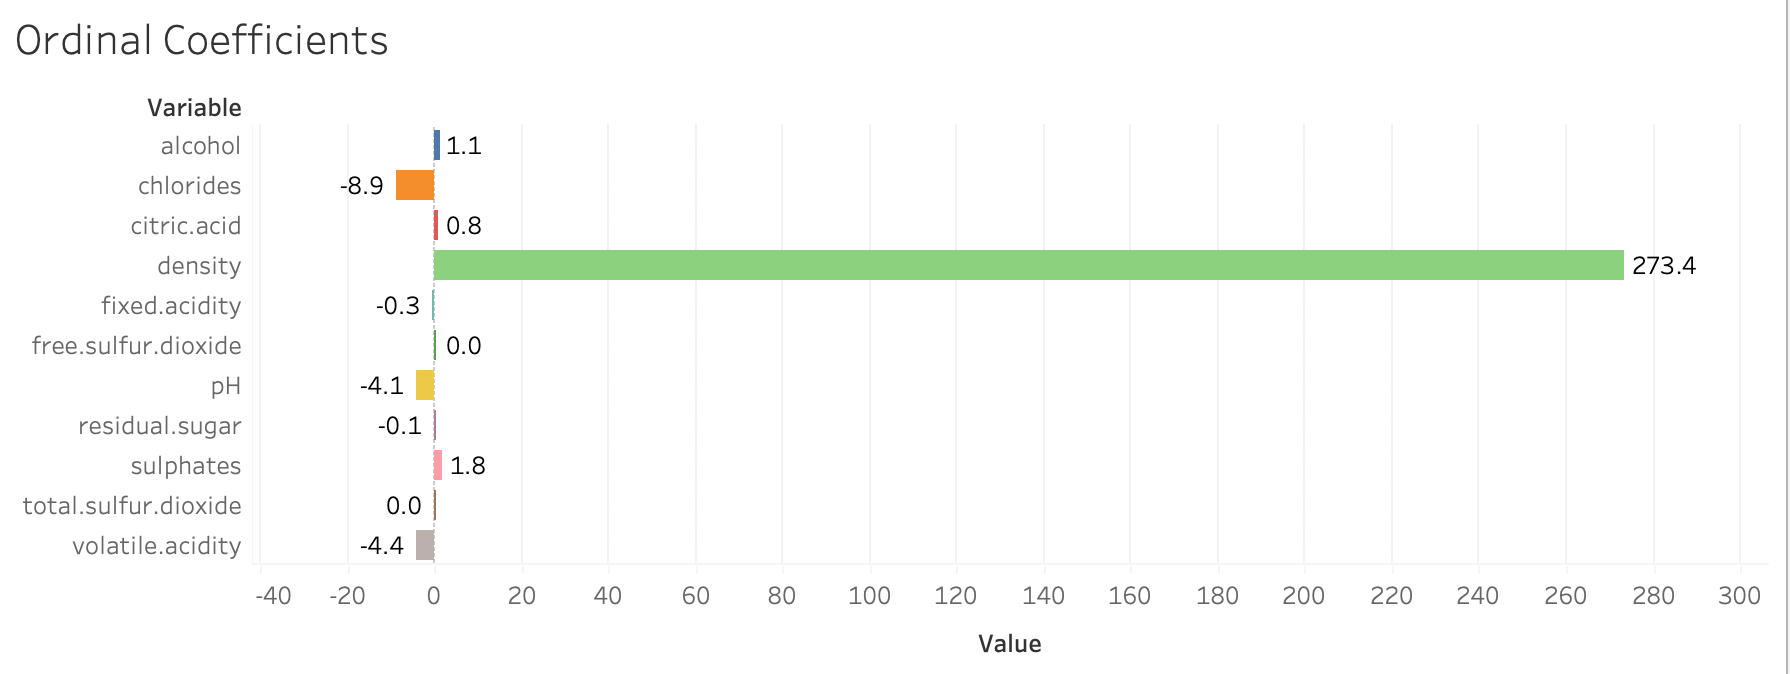 Ordinal Coefficients
Variable
alcohol 1.1
chlorides -8.9
citric.acid 0.8
density 273.4
fixed.acidity -0.3
free.sulfur.dioxide 0.0
pH -4.1
residual.sugar -0.1
sulphates 1.8
total.sulfur.dioxide 0.0
volatile.acidity -4.4
-40 -20 0 20 40 60 80 100 120 140 160 180 200 220 240 260 280 300
Value